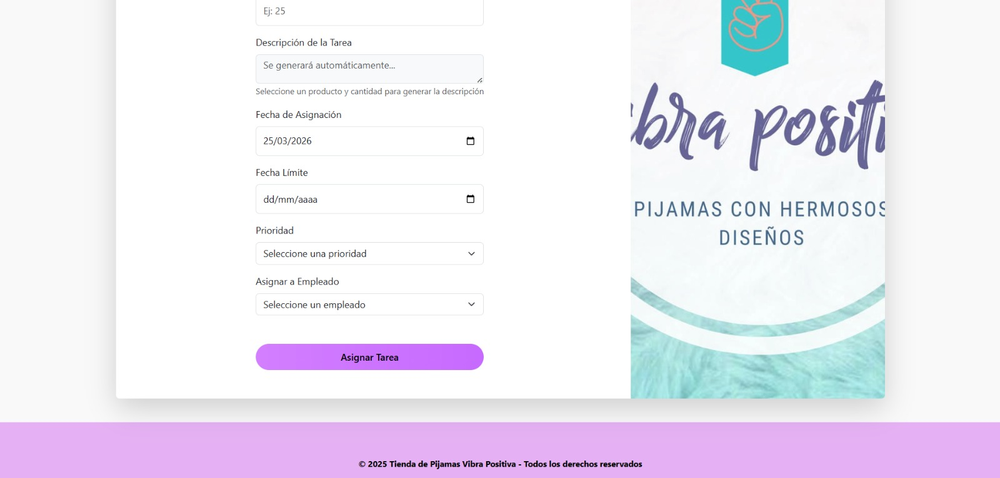 Ej: 25
Descripción de la Tarea
Se generará automáticamente...
Seleccione un producto y cantidad para generar la descripción
Fecha de Asignación
25/03/2026
Fecha Límite
dd/mm/aaaa
Prioridad
Seleccione una prioridad
Asignar a Empleado
Seleccione un empleado
Asignar Tarea
ibra positi
PIJAMAS CON HERMOSOS
DISEÑOS
© 2025 Tienda de Pijamas Vibra Positiva - Todos los derechos reservados